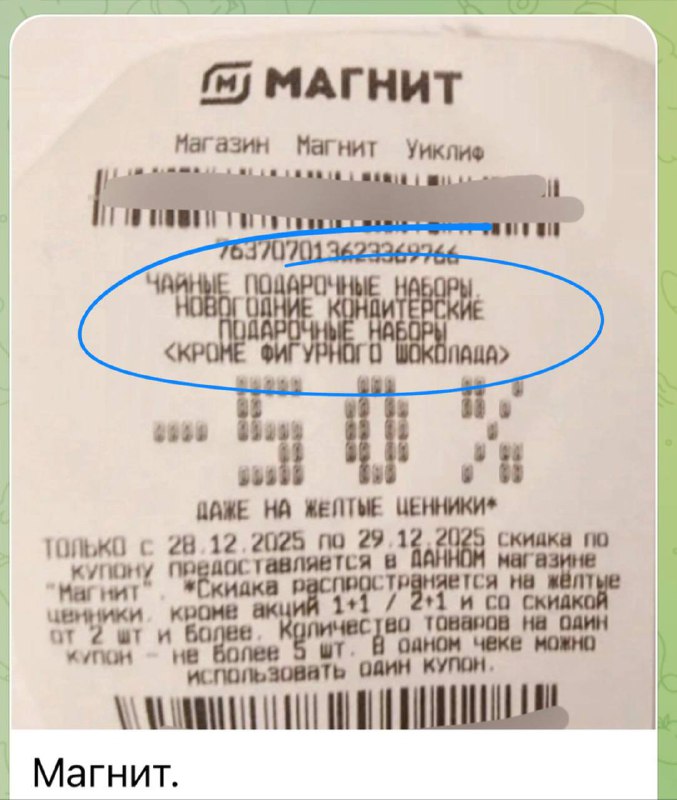 МАГНИТ
Магазин Магнит Уиклиф
763707013623369766
ЧАЙНЫЕ ПОДАРОЧНЫЕ НАБОРЫ,
НОВОГОДНИЕ КОНДИТЕРСКИЕ
ПОДАРОЧНЫЕ НАБОРЫ
<КРОМЕ ФИГУРНОГО ШОКОЛАДА>
-50%
ДАЖЕ НА ЖЕЛТЫЕ ЦЕННИКИ*
ТОЛЬКО с 28.12.2025 по 29.12.2025 скидка по
купону предоставляется в ДАННОМ магазине
"Магнит". *Скидка распространяется на жёлтые
ценники, кроме акций 1+1 / 2+1 и со скидкой
от 2 шт и более. Количество товаров на один
купон - не более 5 шт. В одном чеке можно
использовать один купон.
Магнит.